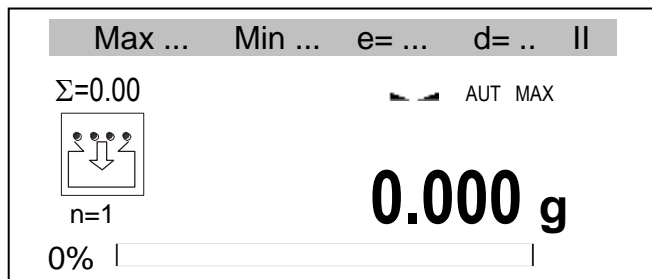 Max ... Min ... e= ... d= .. II
Σ=0.00 AUT MAX
n=1
0.000 g
0%